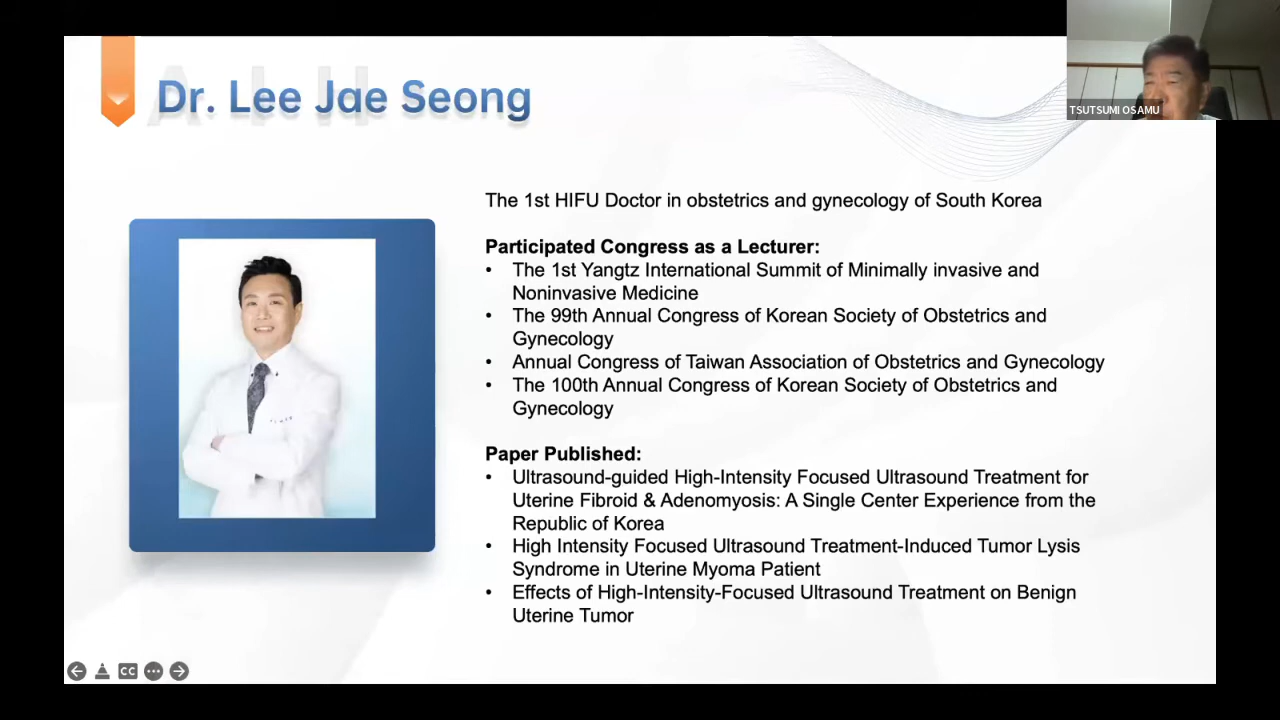 Dr. Lee Jae Seong
TSUTSUMI OSAMU
The 1st HIFU Doctor in obstetrics and gynecology of South Korea
Participated Congress as a Lecturer:
• The 1st Yangtz International Summit of Minimally invasive and
Noninvasive Medicine
• The 99th Annual Congress of Korean Society of Obstetrics and
Gynecology
• Annual Congress of Taiwan Association of Obstetrics and Gynecology
• The 100th Annual Congress of Korean Society of Obstetrics and
Gynecology
Paper Published:
• Ultrasound-guided High-Intensity Focused Ultrasound Treatment for
Uterine Fibroid & Adenomyosis: A Single Center Experience from the
Republic of Korea
• High Intensity Focused Ultrasound Treatment-Induced Tumor Lysis
Syndrome in Uterine Myoma Patient
• Effects of High-Intensity-Focused Ultrasound Treatment on Benign
Uterine Tumor
CC